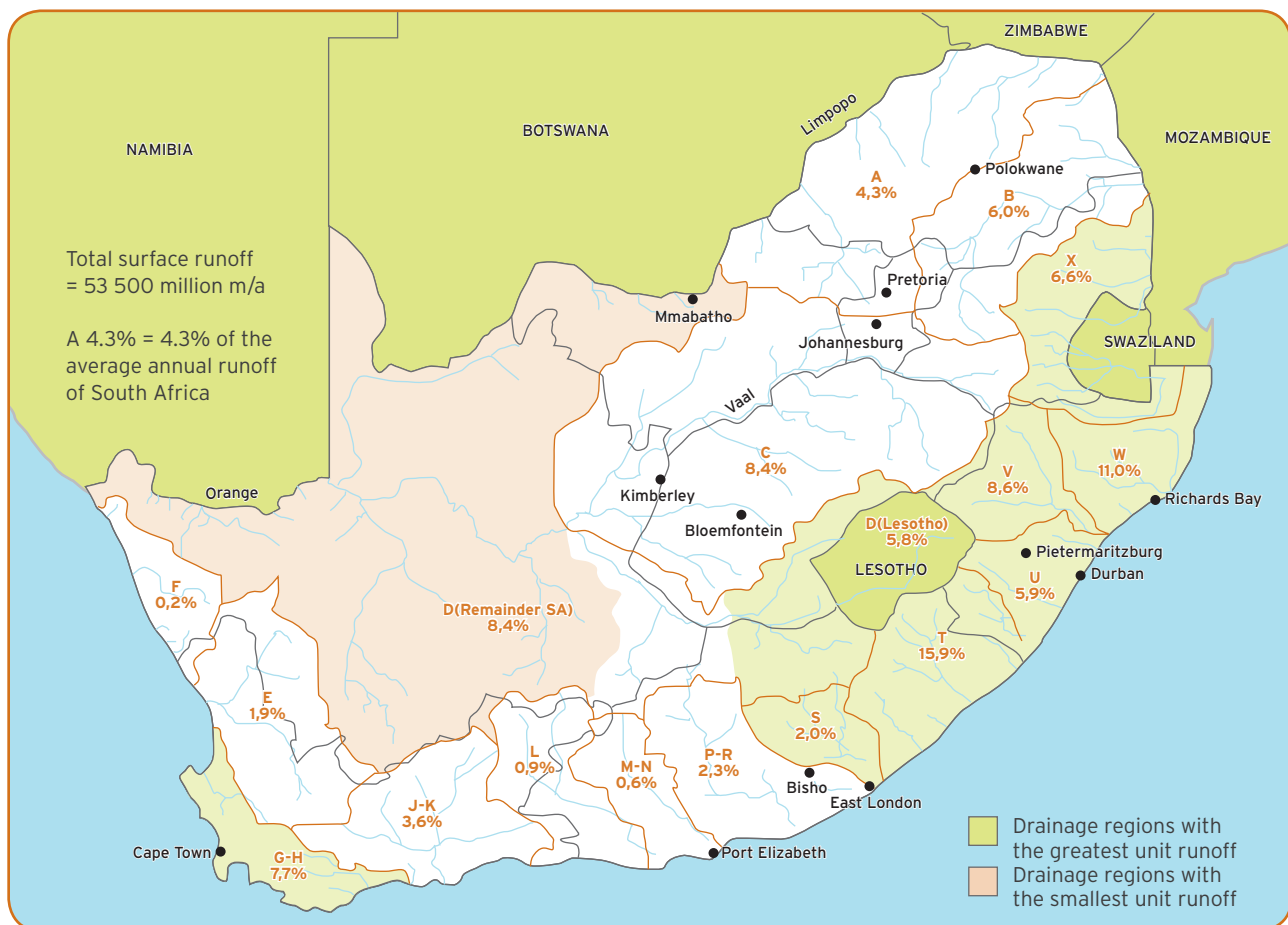 ZIMBABWE
BOTSWANA
NAMIBIA
MOZAMBIQUE
Limpopo
Polokwane
A
4,3%
B
6,0%
Total surface runoff
= 53 500 million m/a
A 4.3% = 4.3% of the
average annual runoff
of South Africa
X
6,6%
Pretoria
Mmabatho
Johannesburg
SWAZILAND
Vaal
C
8,4%
V
8,6%
W
11,0%
Kimberley
Richards Bay
Orange
Bloemfontein
D(Lesotho)
5,8%
LESOTHO
Pietermaritzburg
Durban
U
5,9%
F
0,2%
D(Remainder SA)
8,4%
T
15,9%
E
1,9%
S
2,0%
L
0,9%
M-N
0,6%
P-R
2,3%
Bisho
East London
J-K
3,6%
Cape Town
G-H
7,7%
Port Elizabeth
Drainage regions with
the greatest unit runoff
Drainage regions with
the smallest unit runoff